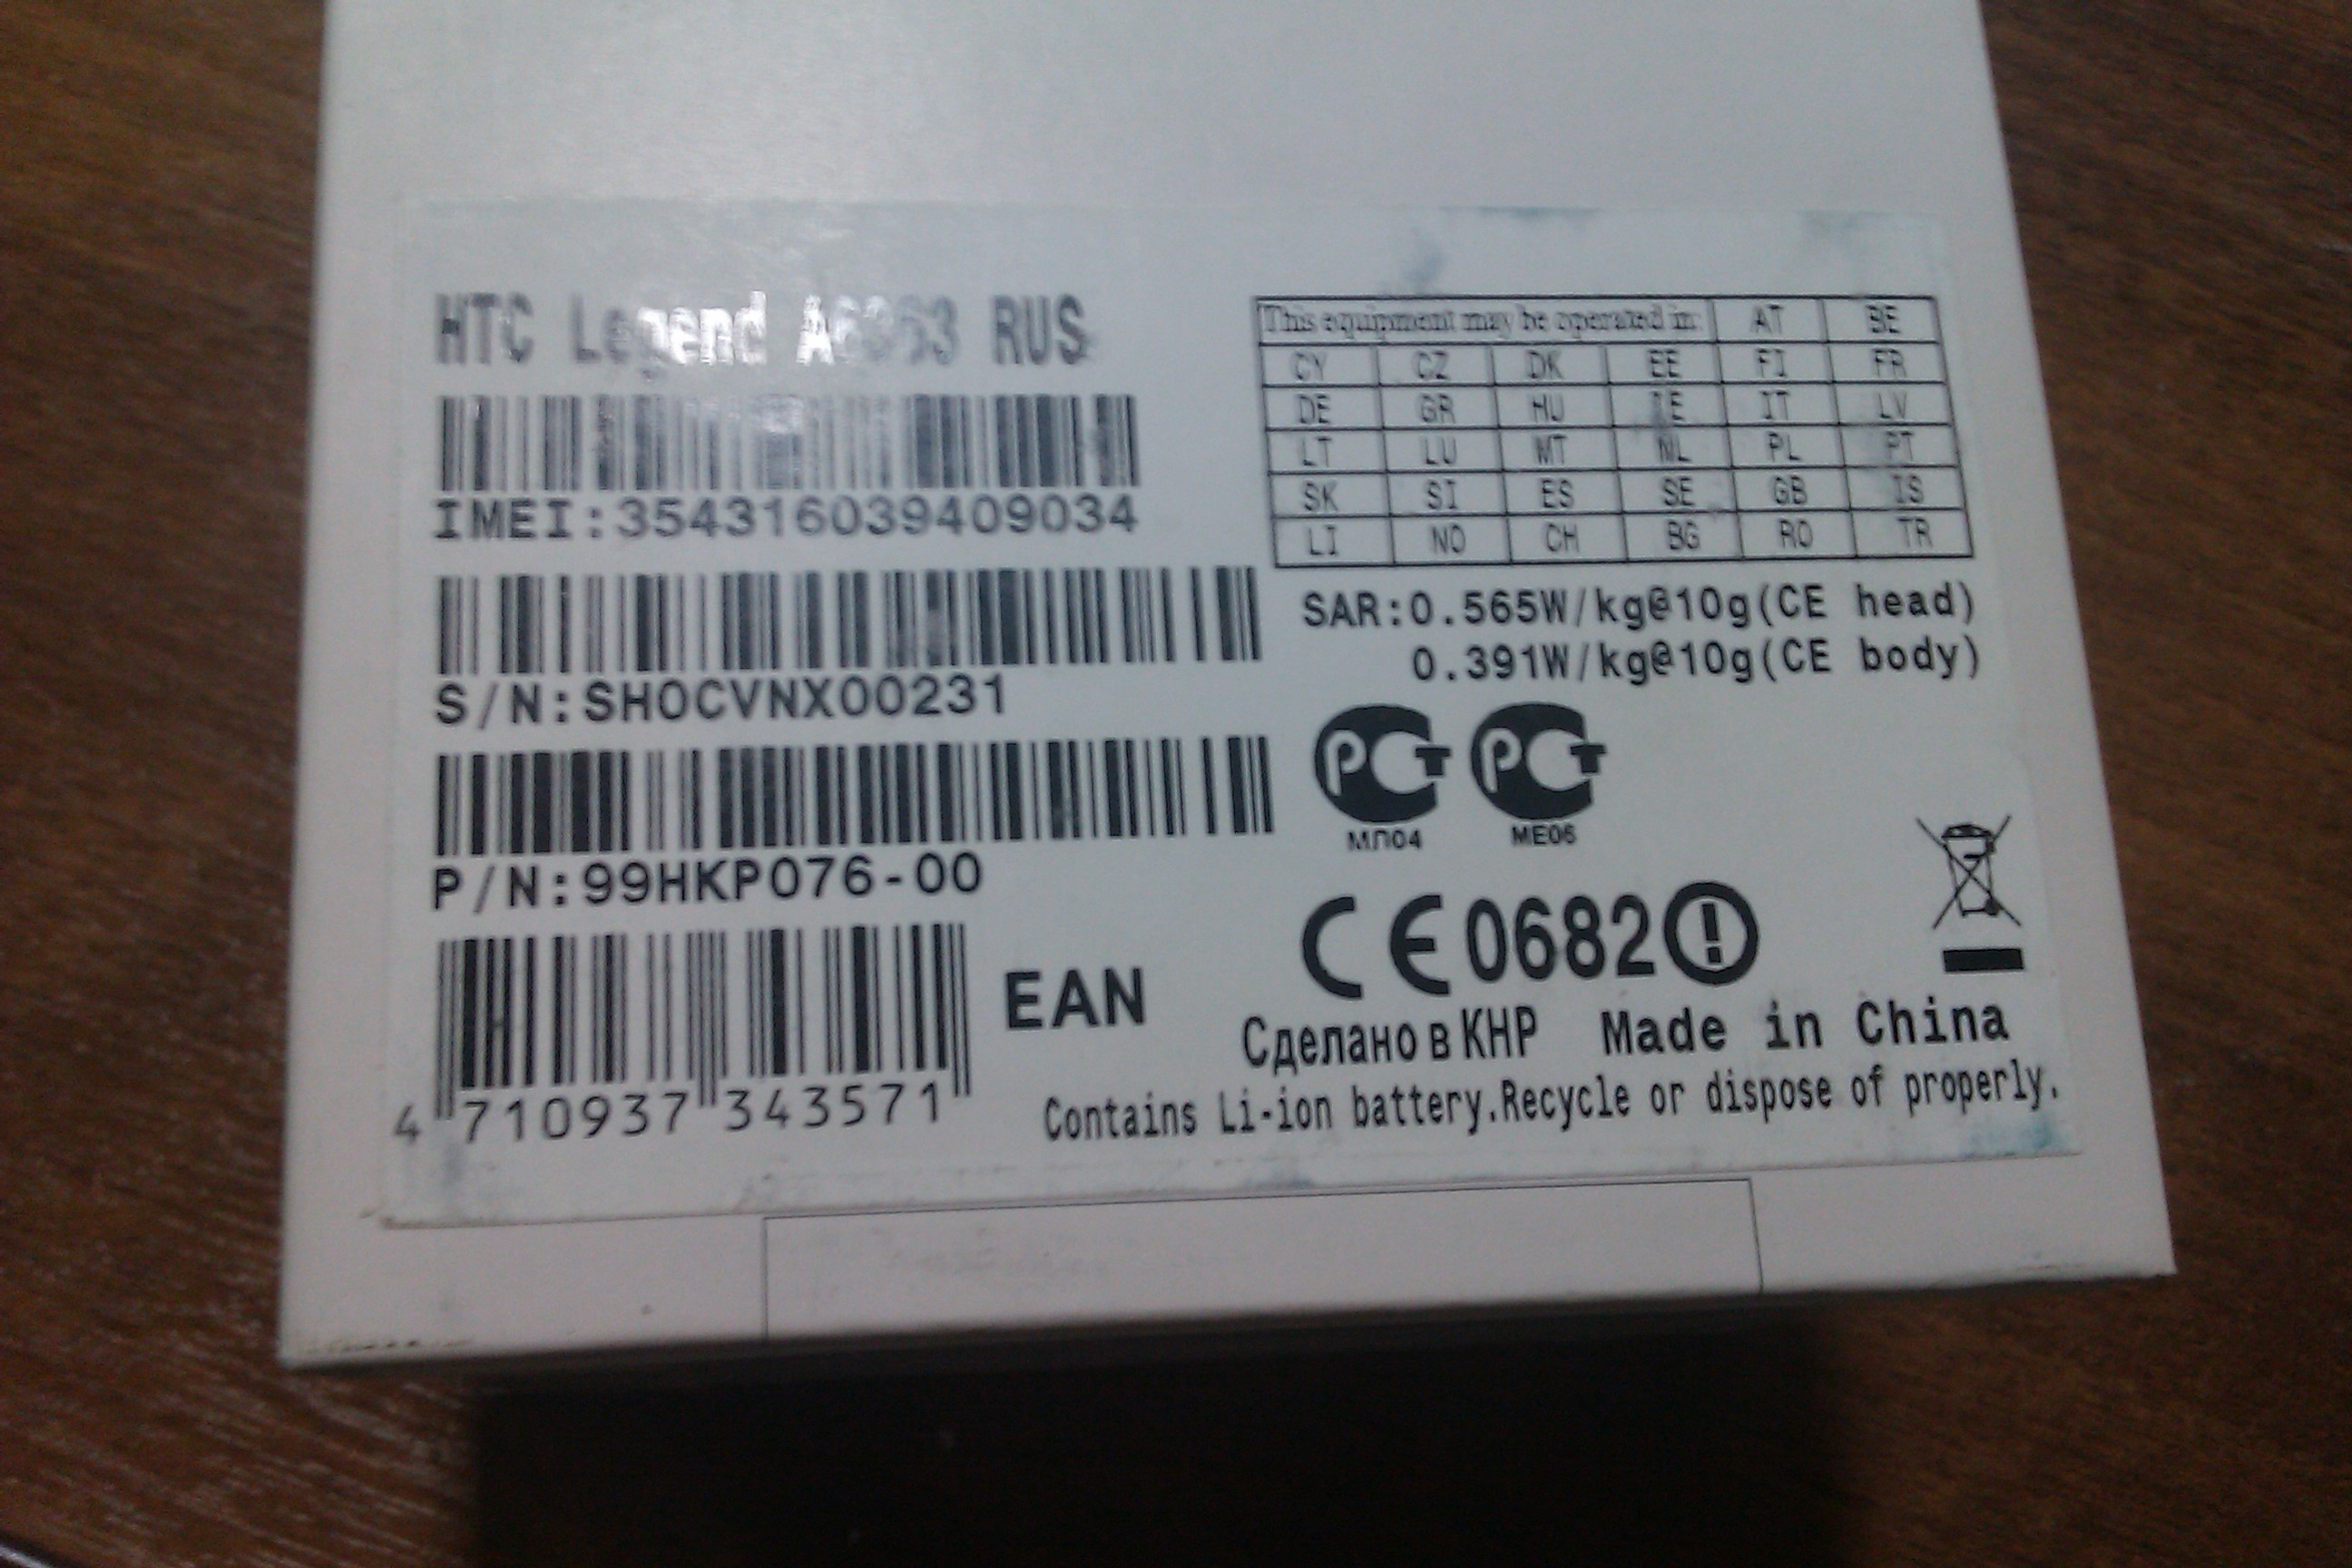 HTC Legend A6363 RUS
IMEI:354316039409034
S/N:SH0CVNX00231
P/N:99HKP076-00
4 710937 343571
EAN
This equipment may be operated in: AT BE
CY CZ DK EE FI FR
DE GR HU IE IT LV
LT LU MT NL PL PT
SK SI ES SE GB IS
LI NO CH BG RO TR
SAR:0.565W/kg@10g(CE head)
0.391W/kg@10g(CE body)
РСТ РСТ
МЛ04 МЕ06
CE0682
Сделано в КНР Made in China
Contains Li-ion battery.Recycle or dispose of properly.